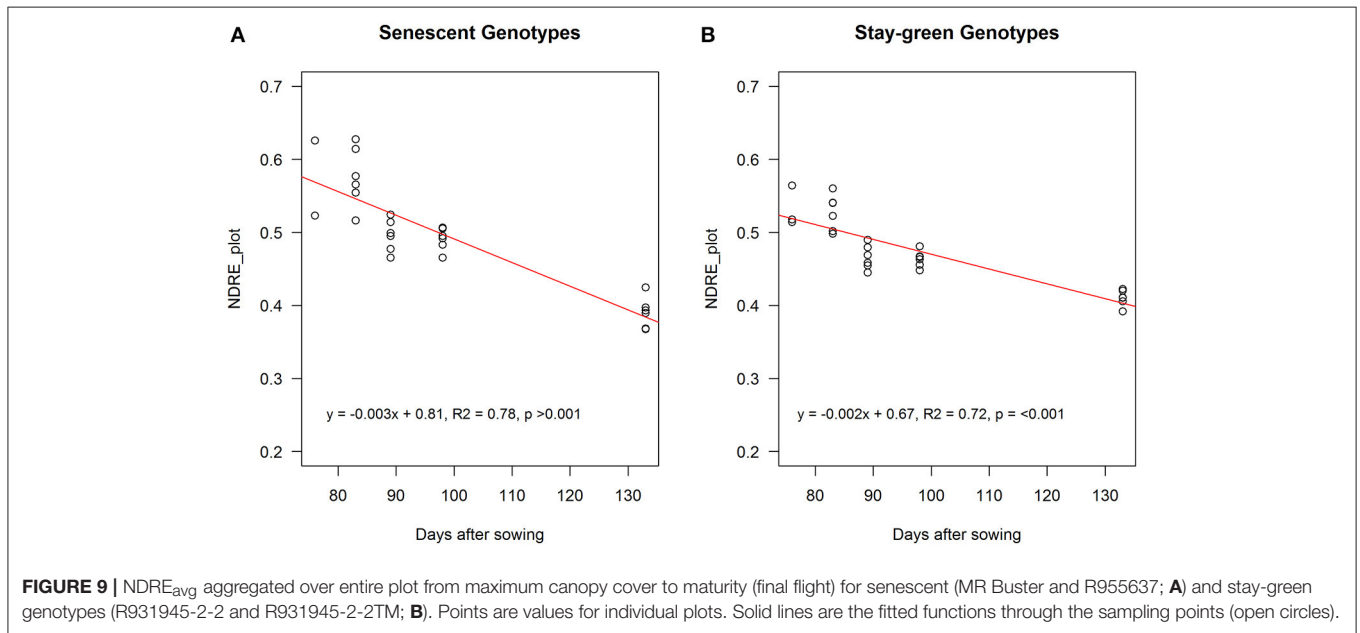 A Senescent Genotypes
NDRE_plot
0.7
0.6
0.5
0.4
0.3
0.2
y = -0.003x + 0.81, R2 = 0.78, p >0.001
80 90 100 110 120 130
Days after sowing
B Stay-green Genotypes
NDRE_plot
0.7
0.6
0.5
0.4
0.3
0.2
y = -0.002x + 0.67, R2 = 0.72, p = <0.001
80 90 100 110 120 130
Days after sowing
FIGURE 9 | NDREavg aggregated over entire plot from maximum canopy cover to maturity (final flight) for senescent (MR Buster and R955637; A) and stay-green
genotypes (R931945-2-2 and R931945-2-2TM; B). Points are values for individual plots. Solid lines are the fitted functions through the sampling points (open circles).